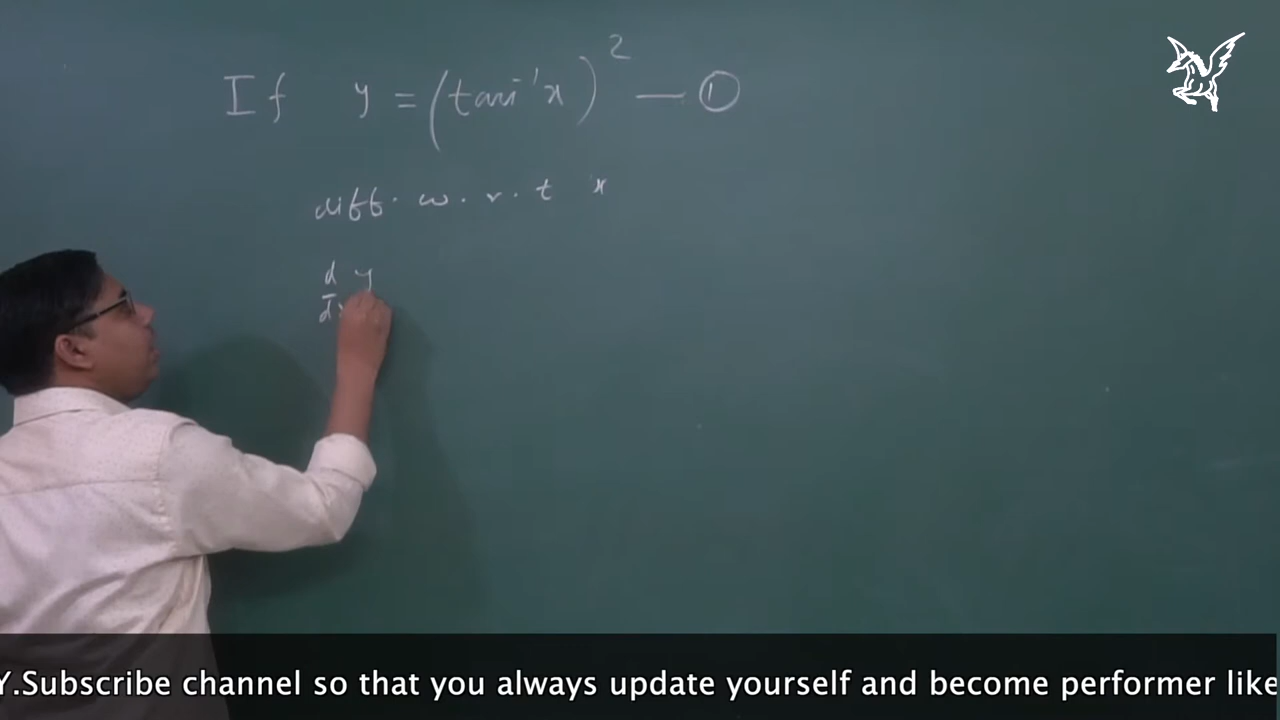 If y = (tan⁻¹x)² — ①
diff. w.r.t x
d y
dx
Y.Subscribe channel so that you always update yourself and become performer like